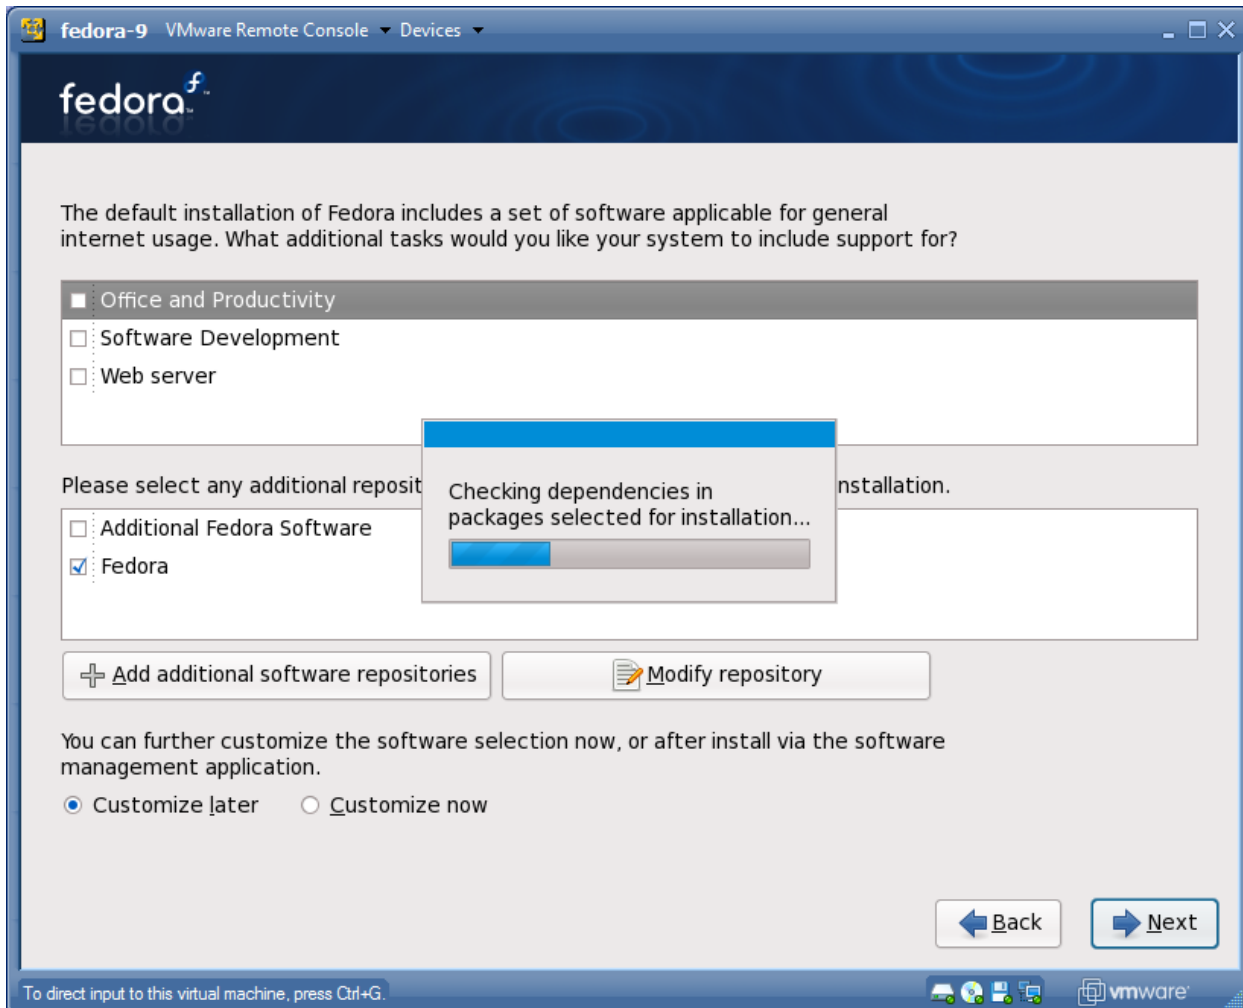 fedora-9 VMware Remote Console Devices
fedora
The default installation of Fedora includes a set of software applicable for general
internet usage. What additional tasks would you like your system to include support for?
Office and Productivity
Software Development
Web server
Please select any additional reposit
nstallation.
Checking dependencies in
packages selected for installation...
Additional Fedora Software
Fedora
Add additional software repositories
Modify repository
You can further customize the software selection now, or after install via the software
management application.
Customize later
Customize now
Back
Next
To direct input to this virtual machine, press Ctrl+G.
vmware